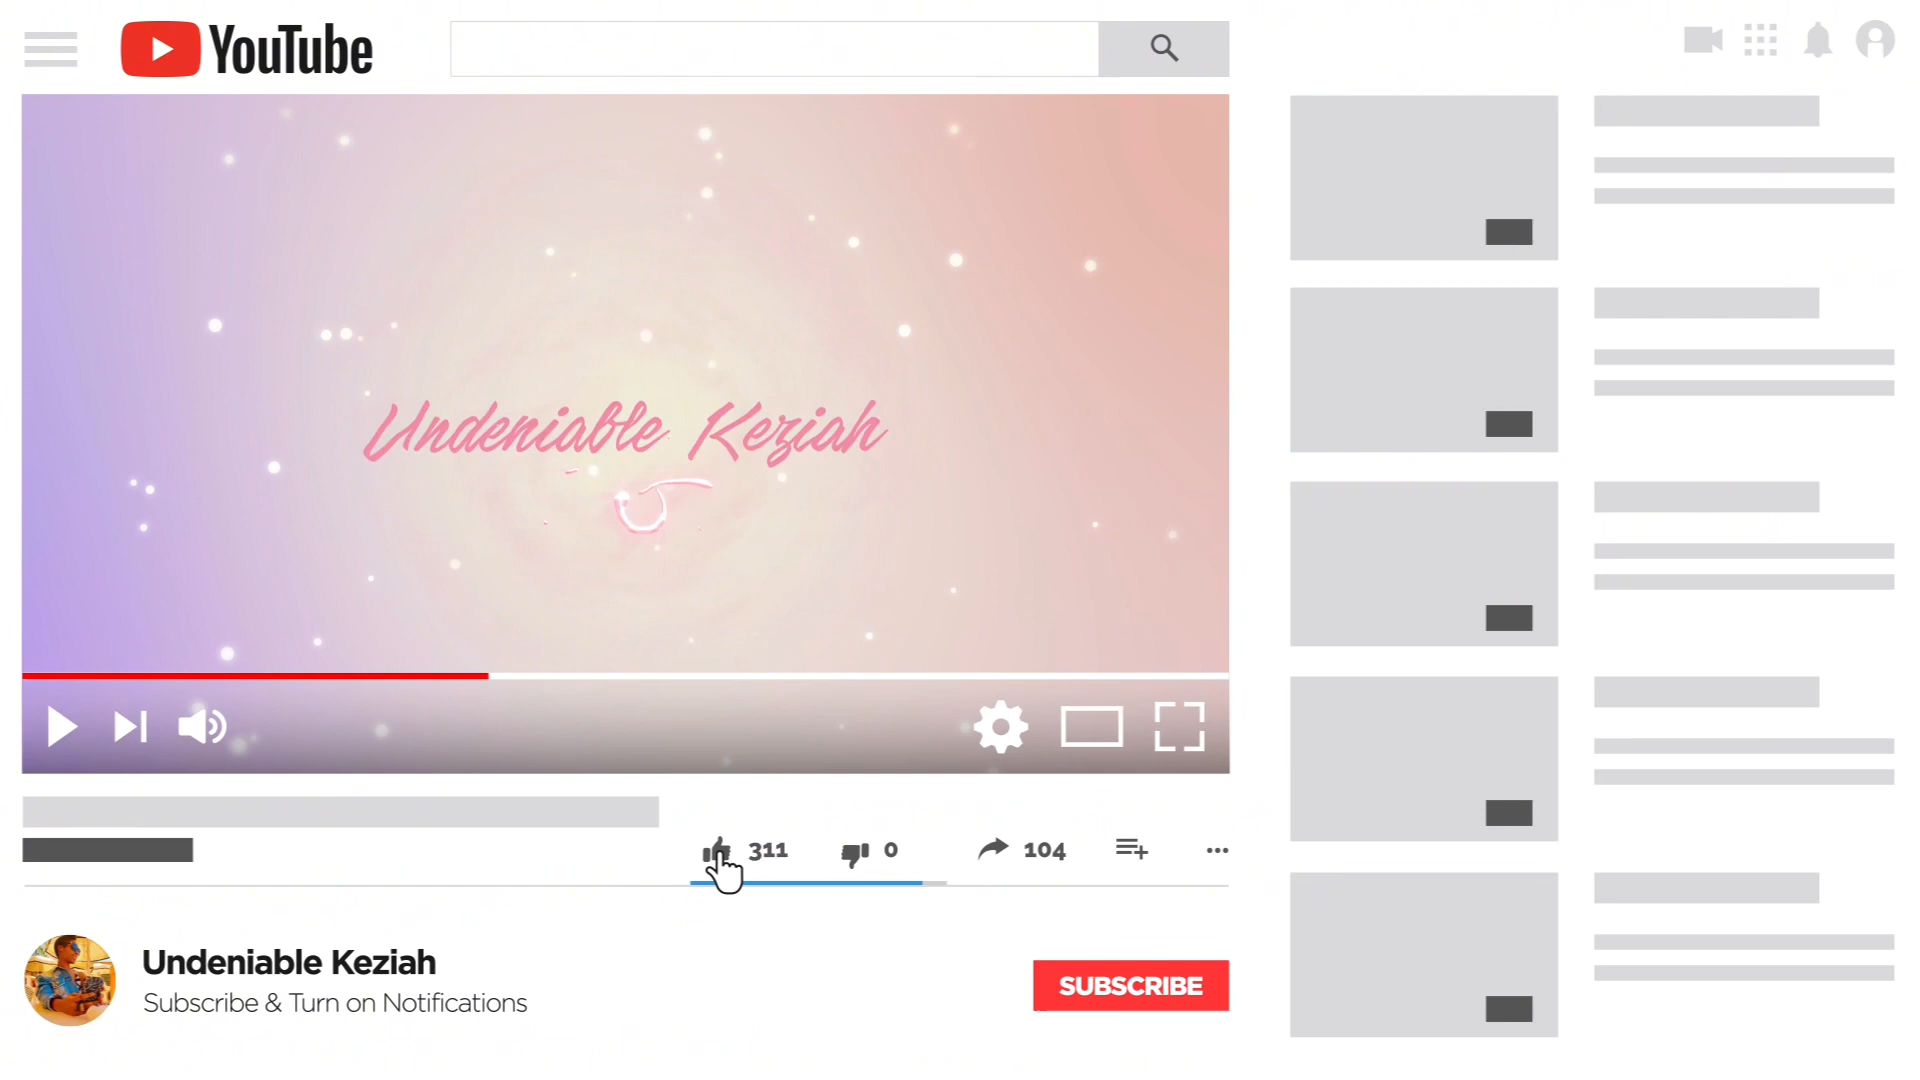 YouTube
Undeniable Keziah
311
0
104
Undeniable Keziah
Subscribe & Turn on Notifications
SUBSCRIBE